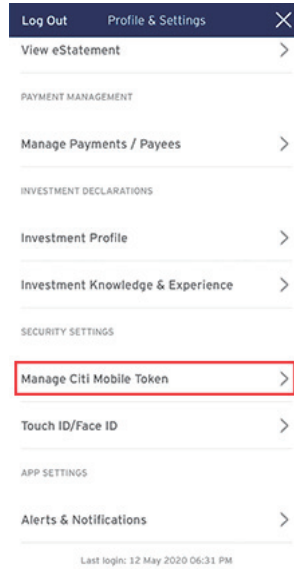 Log Out Profile & Settings
View eStatement
PAYMENT MANAGEMENT
Manage Payments / Payees
INVESTMENT DECLARATIONS
Investment Profile
Investment Knowledge & Experience
SECURITY SETTINGS
Manage Citi Mobile Token
Touch ID/Face ID
APP SETTINGS
Alerts & Notifications
Last login: 12 May 2020 06:31 PM